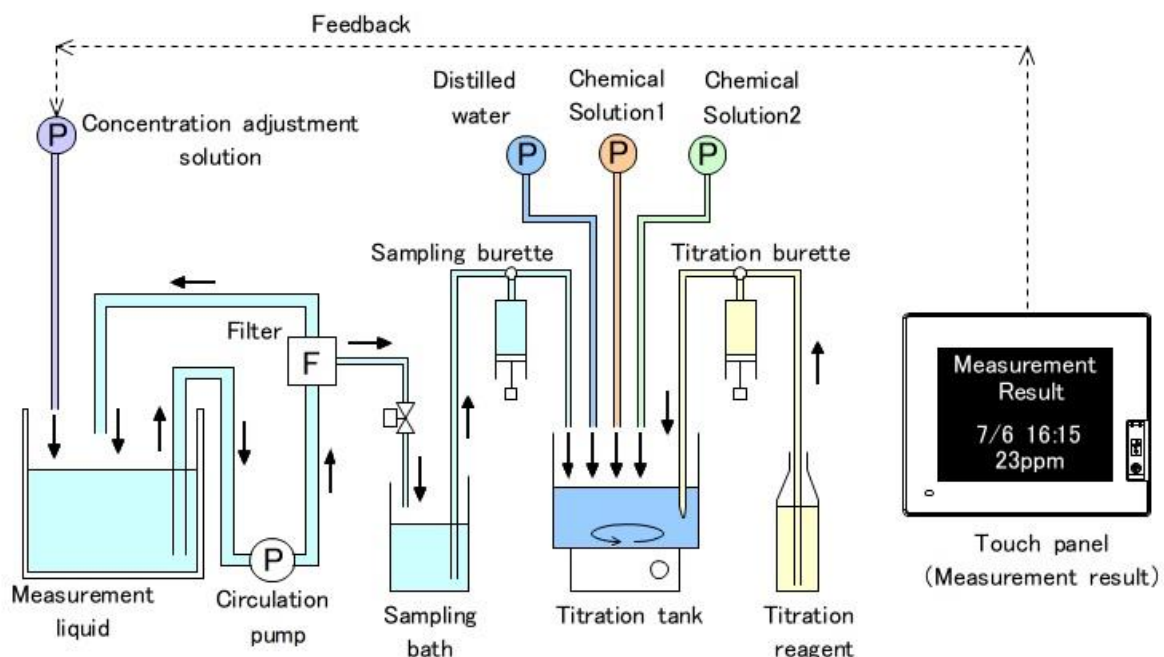 Feedback
Distilled
water
Chemical
Solution1
Chemical
Solution2
P
Concentration adjustment
solution
P
P
P
Sampling burette
Titration burette
Filter
F
Measurement
Result
7/6 16:15
23ppm
P
Measurement
liquid
Circulation
pump
Sampling
bath
Titration tank
Titration
reagent
Touch panel
(Measurement result)